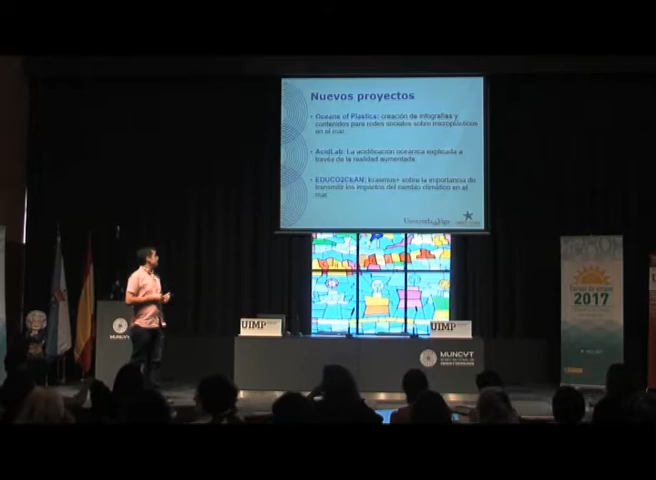 Nuevos proyectos
• Oceans of Plastics: creación de infografías y
contenidos para redes sociales sobre microplásticos
en el mar.
• AcidLab: La acidificación oceánica explicada a
través de la realidad aumentada.
• EDUCO2CEAN: Erasmus+ sobre la importancia de
transmitir los impactos del cambio climático en el
mar
UIMP
UIMP
MUNCYT
MUNCYT
2017